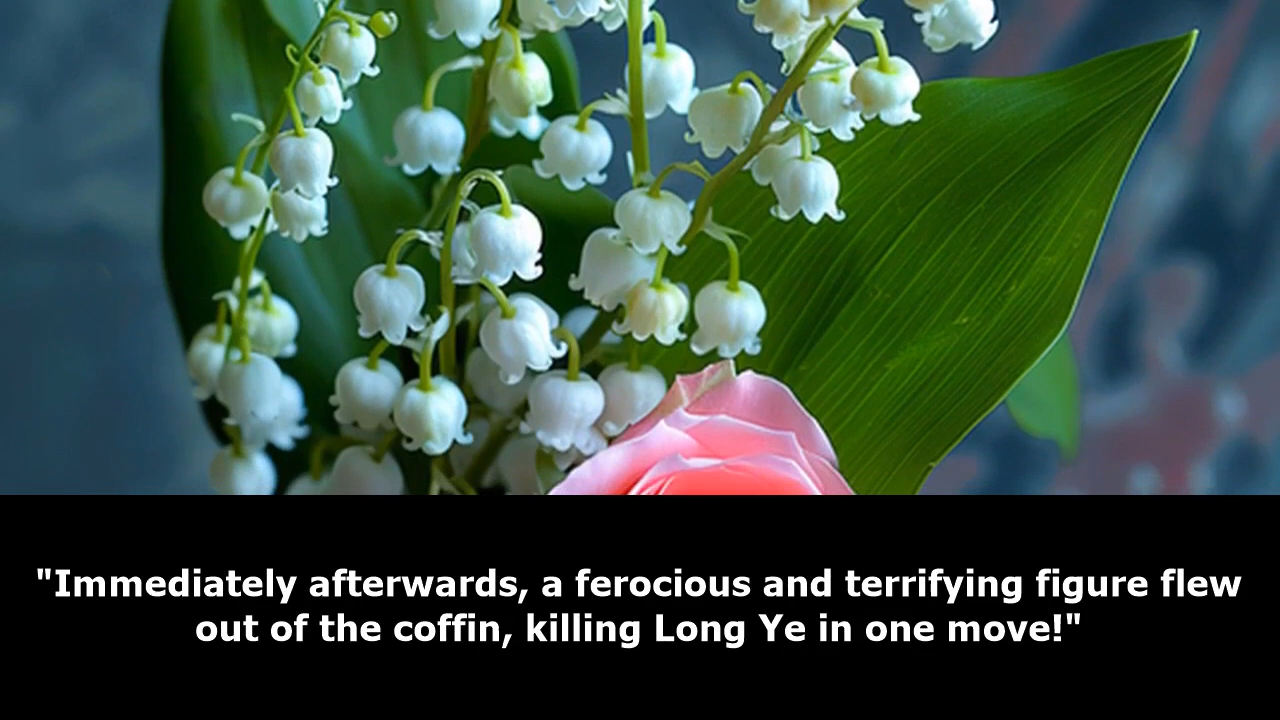 "Immediately afterwards, a ferocious and terrifying figure flew
out of the coffin, killing Long Ye in one move!"